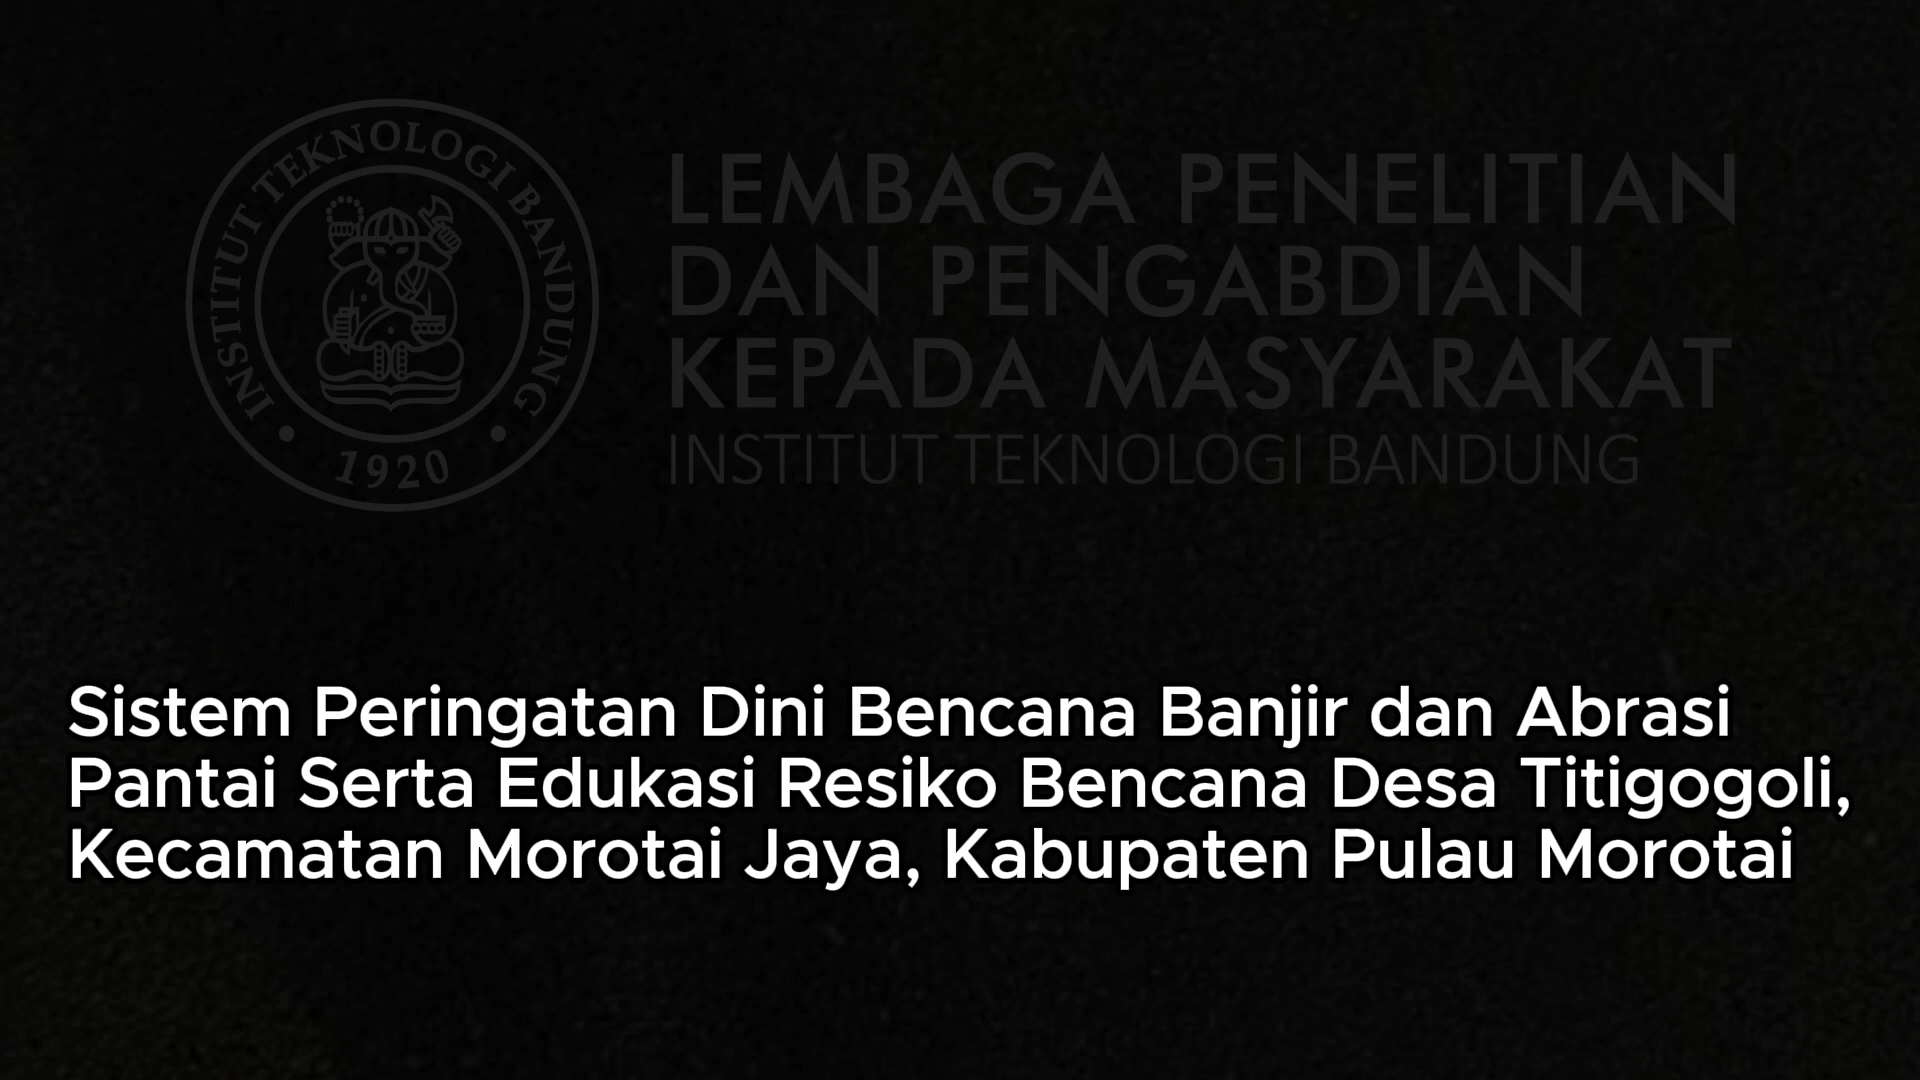 INSTITUT TEKNOLOGI BANDUNG
1920
LEMBAGA PENELITIAN
DAN PENGABDIAN
KEPADA MASYARAKAT
INSTITUT TEKNOLOGI BANDUNG
Sistem Peringatan Dini Bencana Banjir dan Abrasi
Pantai Serta Edukasi Resiko Bencana Desa Titigogoli,
Kecamatan Morotai Jaya, Kabupaten Pulau Morotai